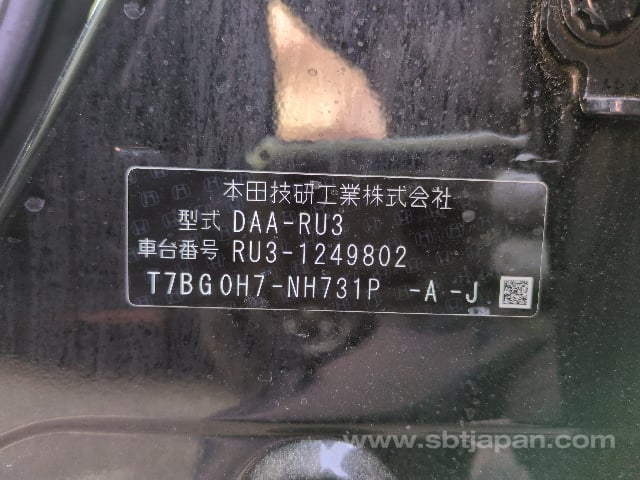 本田技研工業株式会社
型式 DAA-RU3
車台番号 RU3-1249802
T7BG0H7-NH731P -A -J
www.sbtjapan.com